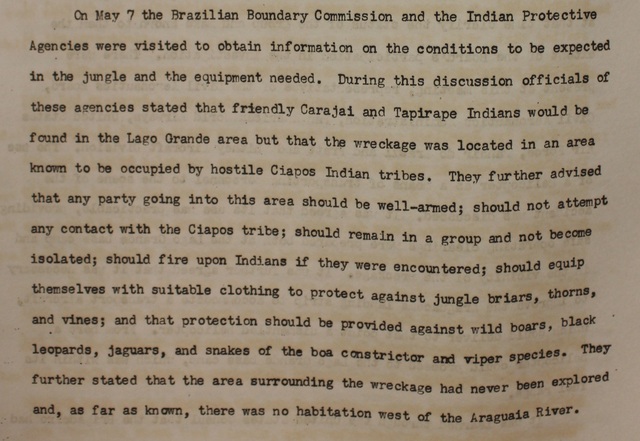 On May 7 the Brazilian Boundary Commission and the Indian Protective
Agencies were visited to obtain information on the conditions to be expected
in the jungle and the equipment needed. During this discussion officials of
these agencies stated that friendly Carajai and Tapirape Indians would be
found in the Lago Grande area but that the wreckage was located in an area
known to be occupied by hostile Ciapos Indian tribes. They further advised
that any party going into this area should be well-armed; should not attempt
any contact with the Ciapos tribe; should remain in a group and not become
isolated; should fire upon Indians if they were encountered; should equip
themselves with suitable clothing to protect against jungle briars, thorns,
and vines; and that protection should be provided against wild boars, black
leopards, jaguars, and snakes of the boa constrictor and viper species. They
further stated that the area surrounding the wreckage had never been explored
and, as far as known, there was no habitation west of the Araguaia River.